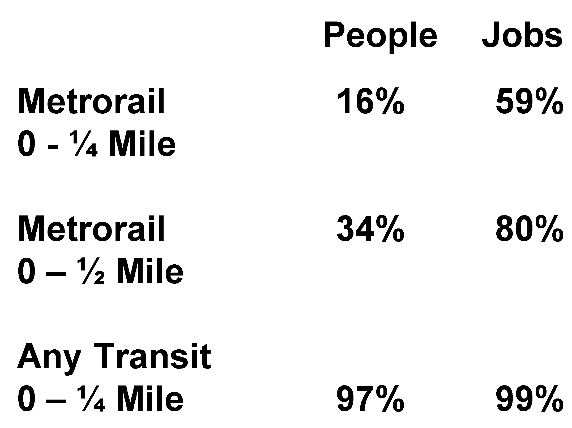 People Jobs
Metrorail 16% 59%
0 - ¼ Mile
Metrorail 34% 80%
0 – ½ Mile
Any Transit
0 – ¼ Mile 97% 99%